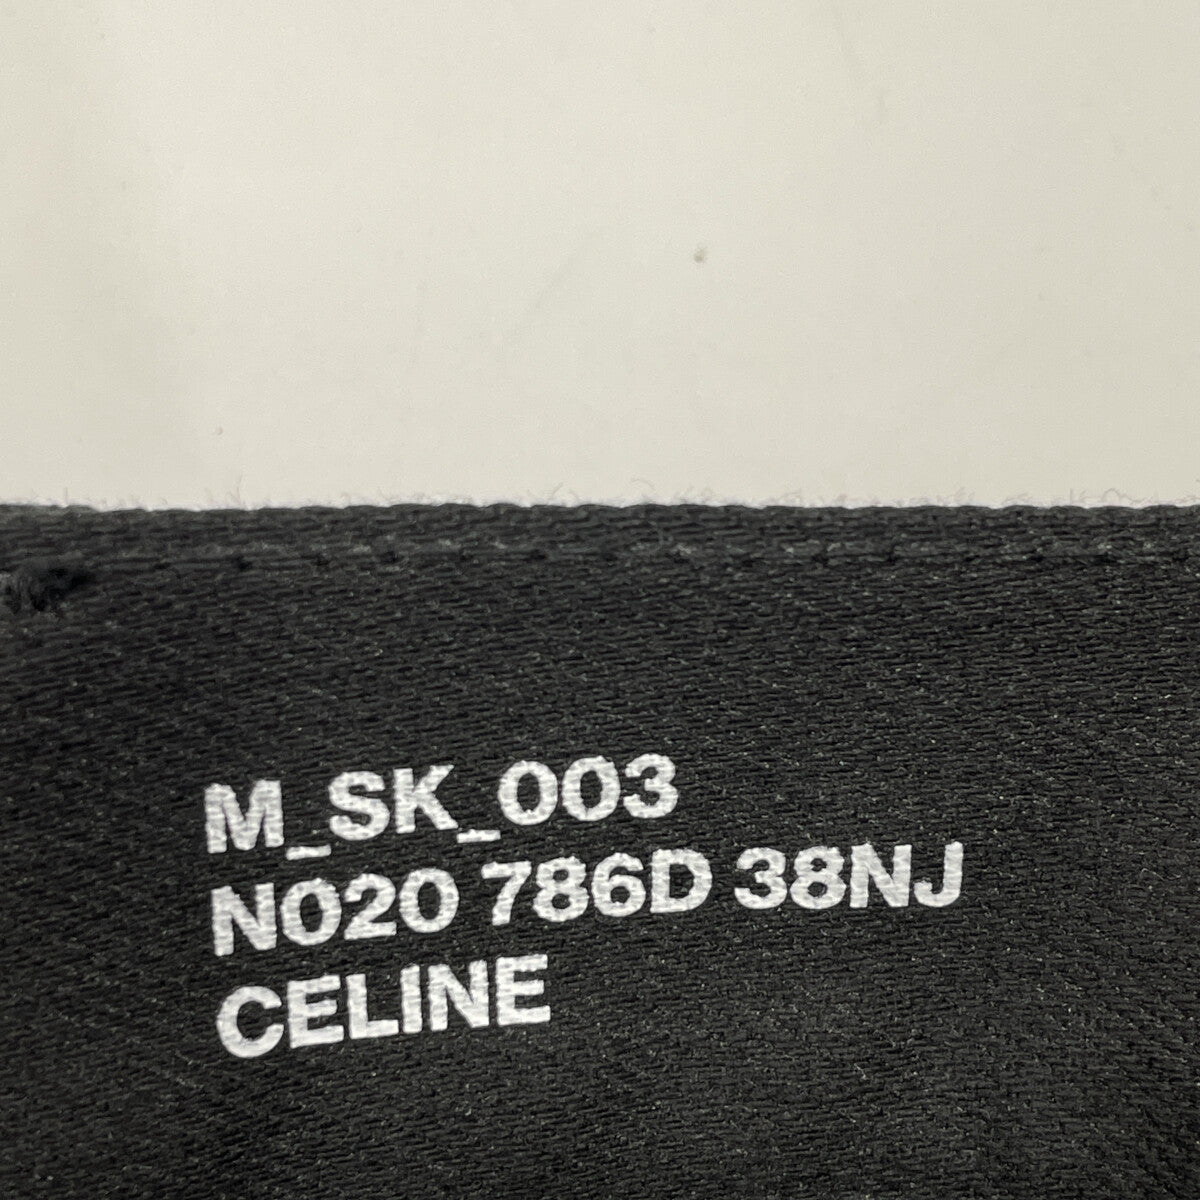 M_SK_003
N020 786D 38NJ
CELINE